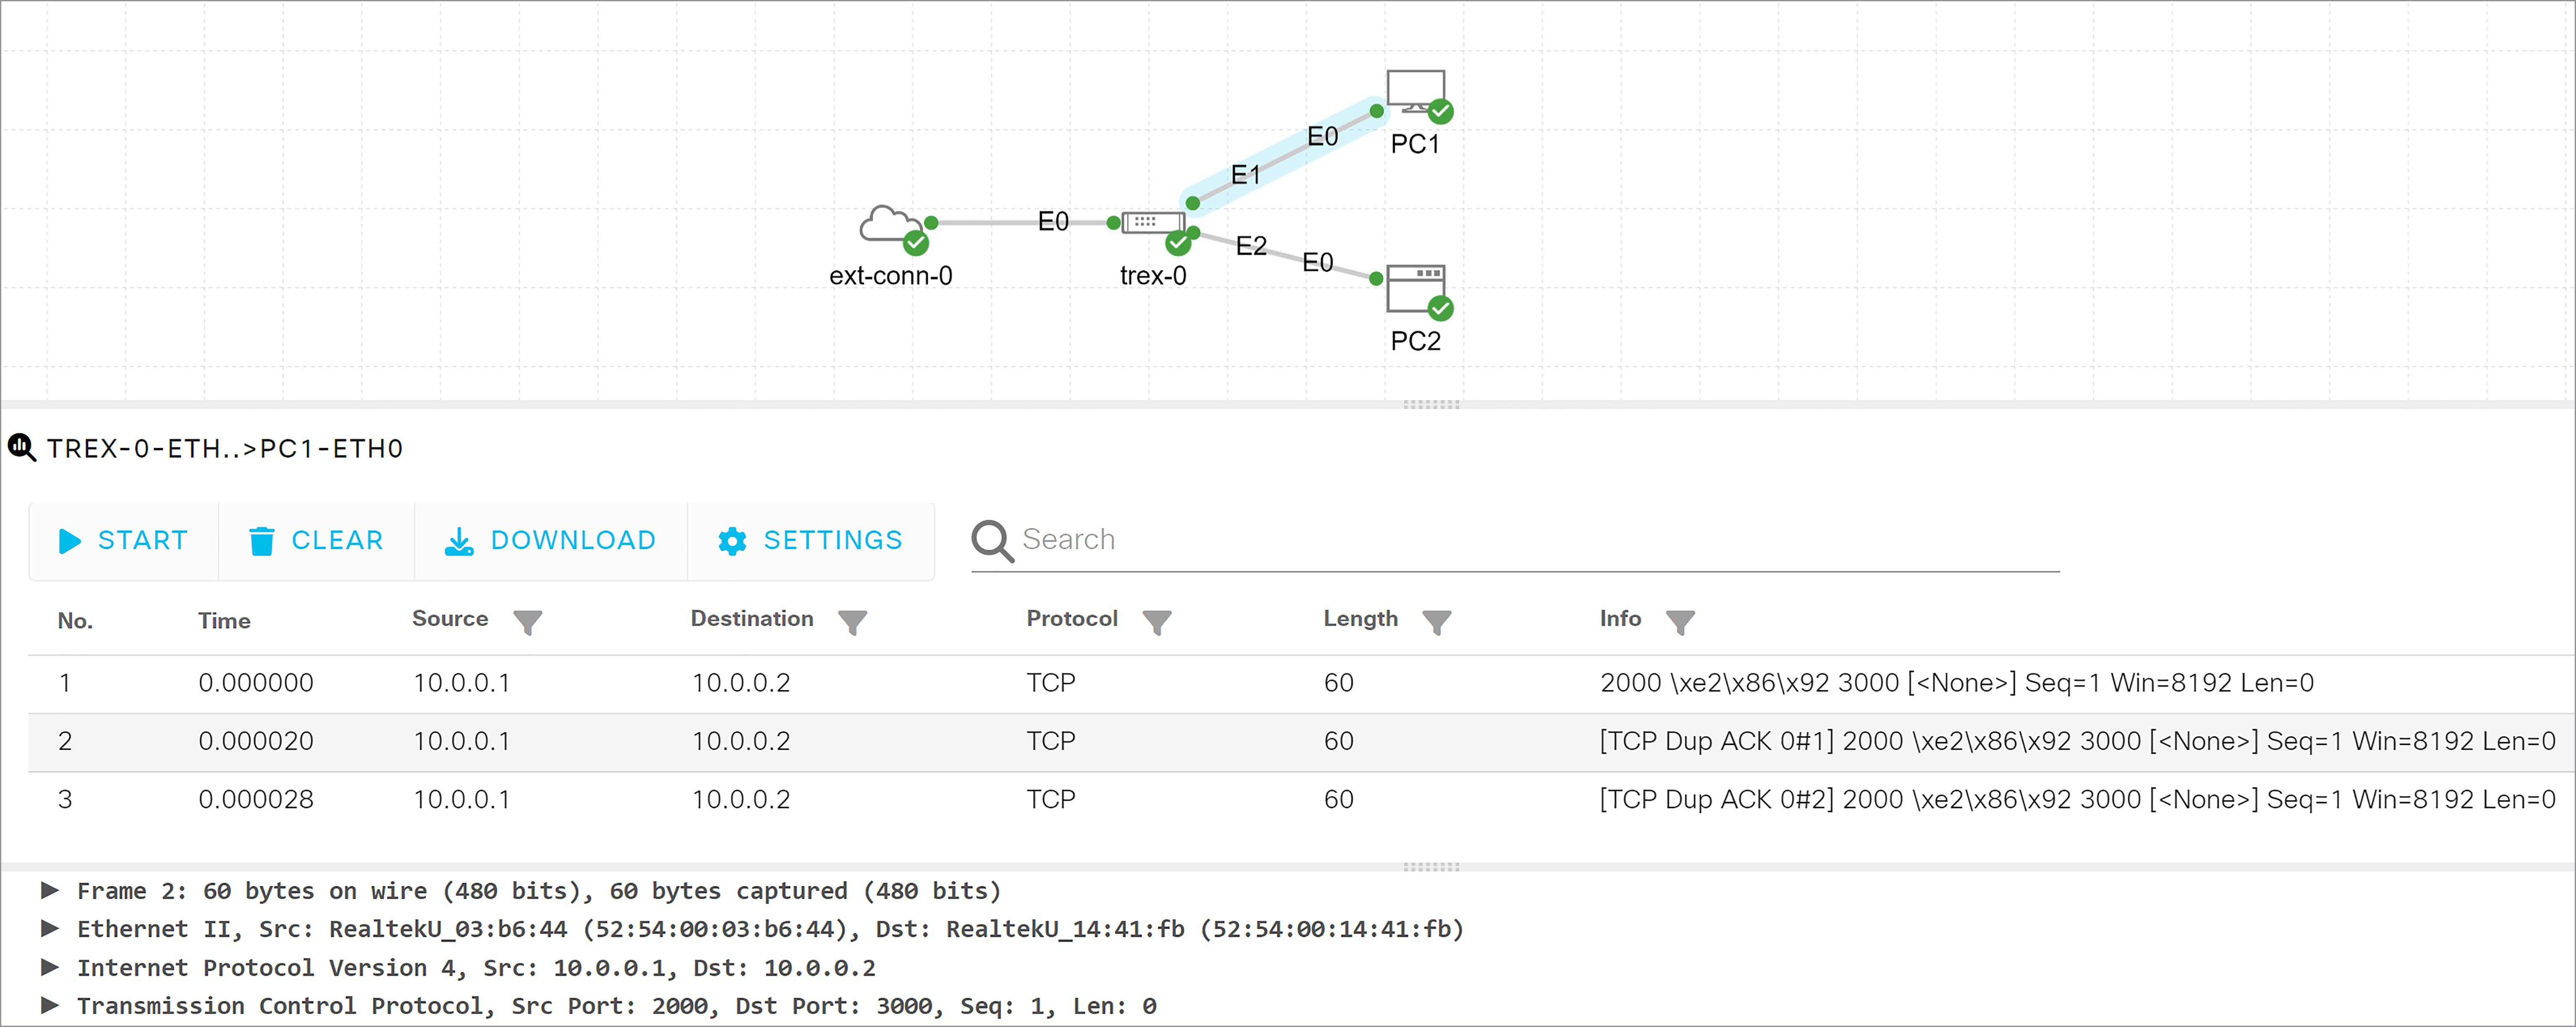 E0
PC1
E1
E0
E2
E0
ext-conn-0
trex-0
PC2
TREX-0-ETH..>PC1-ETH0
START CLEAR DOWNLOAD SETTINGS Search
No. Time Source Destination Protocol Length Info
1 0.000000 10.0.0.1 10.0.0.2 TCP 60 2000 \xe2\x86\x92 3000 [<None>] Seq=1 Win=8192 Len=0
2 0.000020 10.0.0.1 10.0.0.2 TCP 60 [TCP Dup ACK 0#1] 2000 \xe2\x86\x92 3000 [<None>] Seq=1 Win=8192 Len=0
3 0.000028 10.0.0.1 10.0.0.2 TCP 60 [TCP Dup ACK 0#2] 2000 \xe2\x86\x92 3000 [<None>] Seq=1 Win=8192 Len=0
Frame 2: 60 bytes on wire (480 bits), 60 bytes captured (480 bits)
Ethernet II, Src: RealtekU_03:b6:44 (52:54:00:03:b6:44), Dst: RealtekU_14:41:fb (52:54:00:14:41:fb)
Internet Protocol Version 4, Src: 10.0.0.1, Dst: 10.0.0.2
Transmission Control Protocol, Src Port: 2000, Dst Port: 3000, Seq: 1, Len: 0